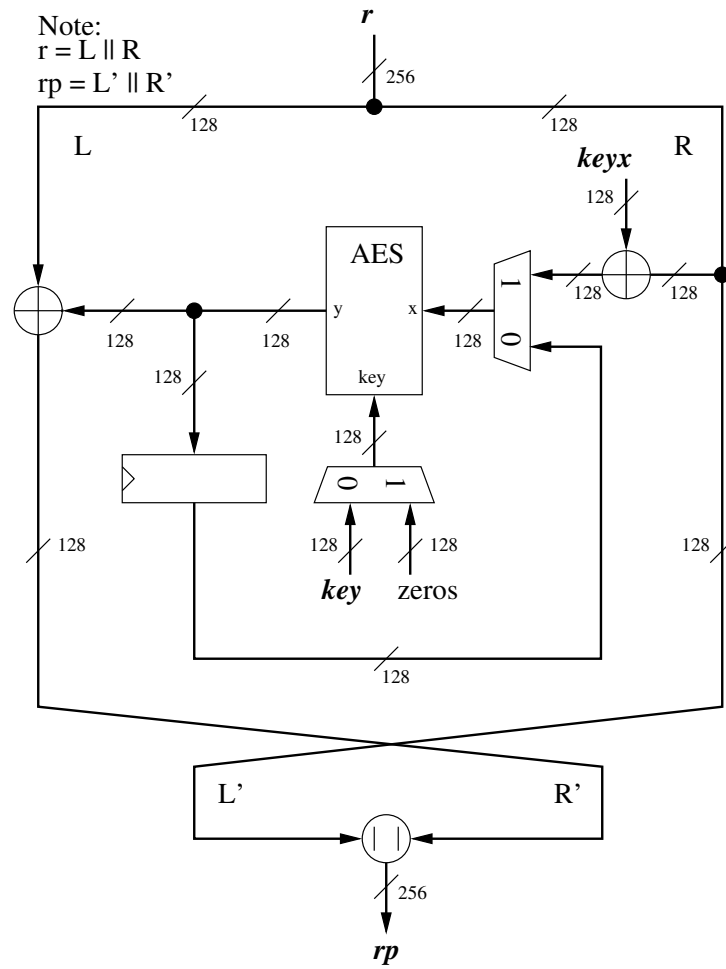 r
Note:
r = L || R
rp = L' || R'
256
128
128
L
R
keyx
128
AES
1
128
128
y
x
128
128
128
0
128
key
128
0
1
128
128
128
128
key
zeros
128
L'
R'
| |
256
rp